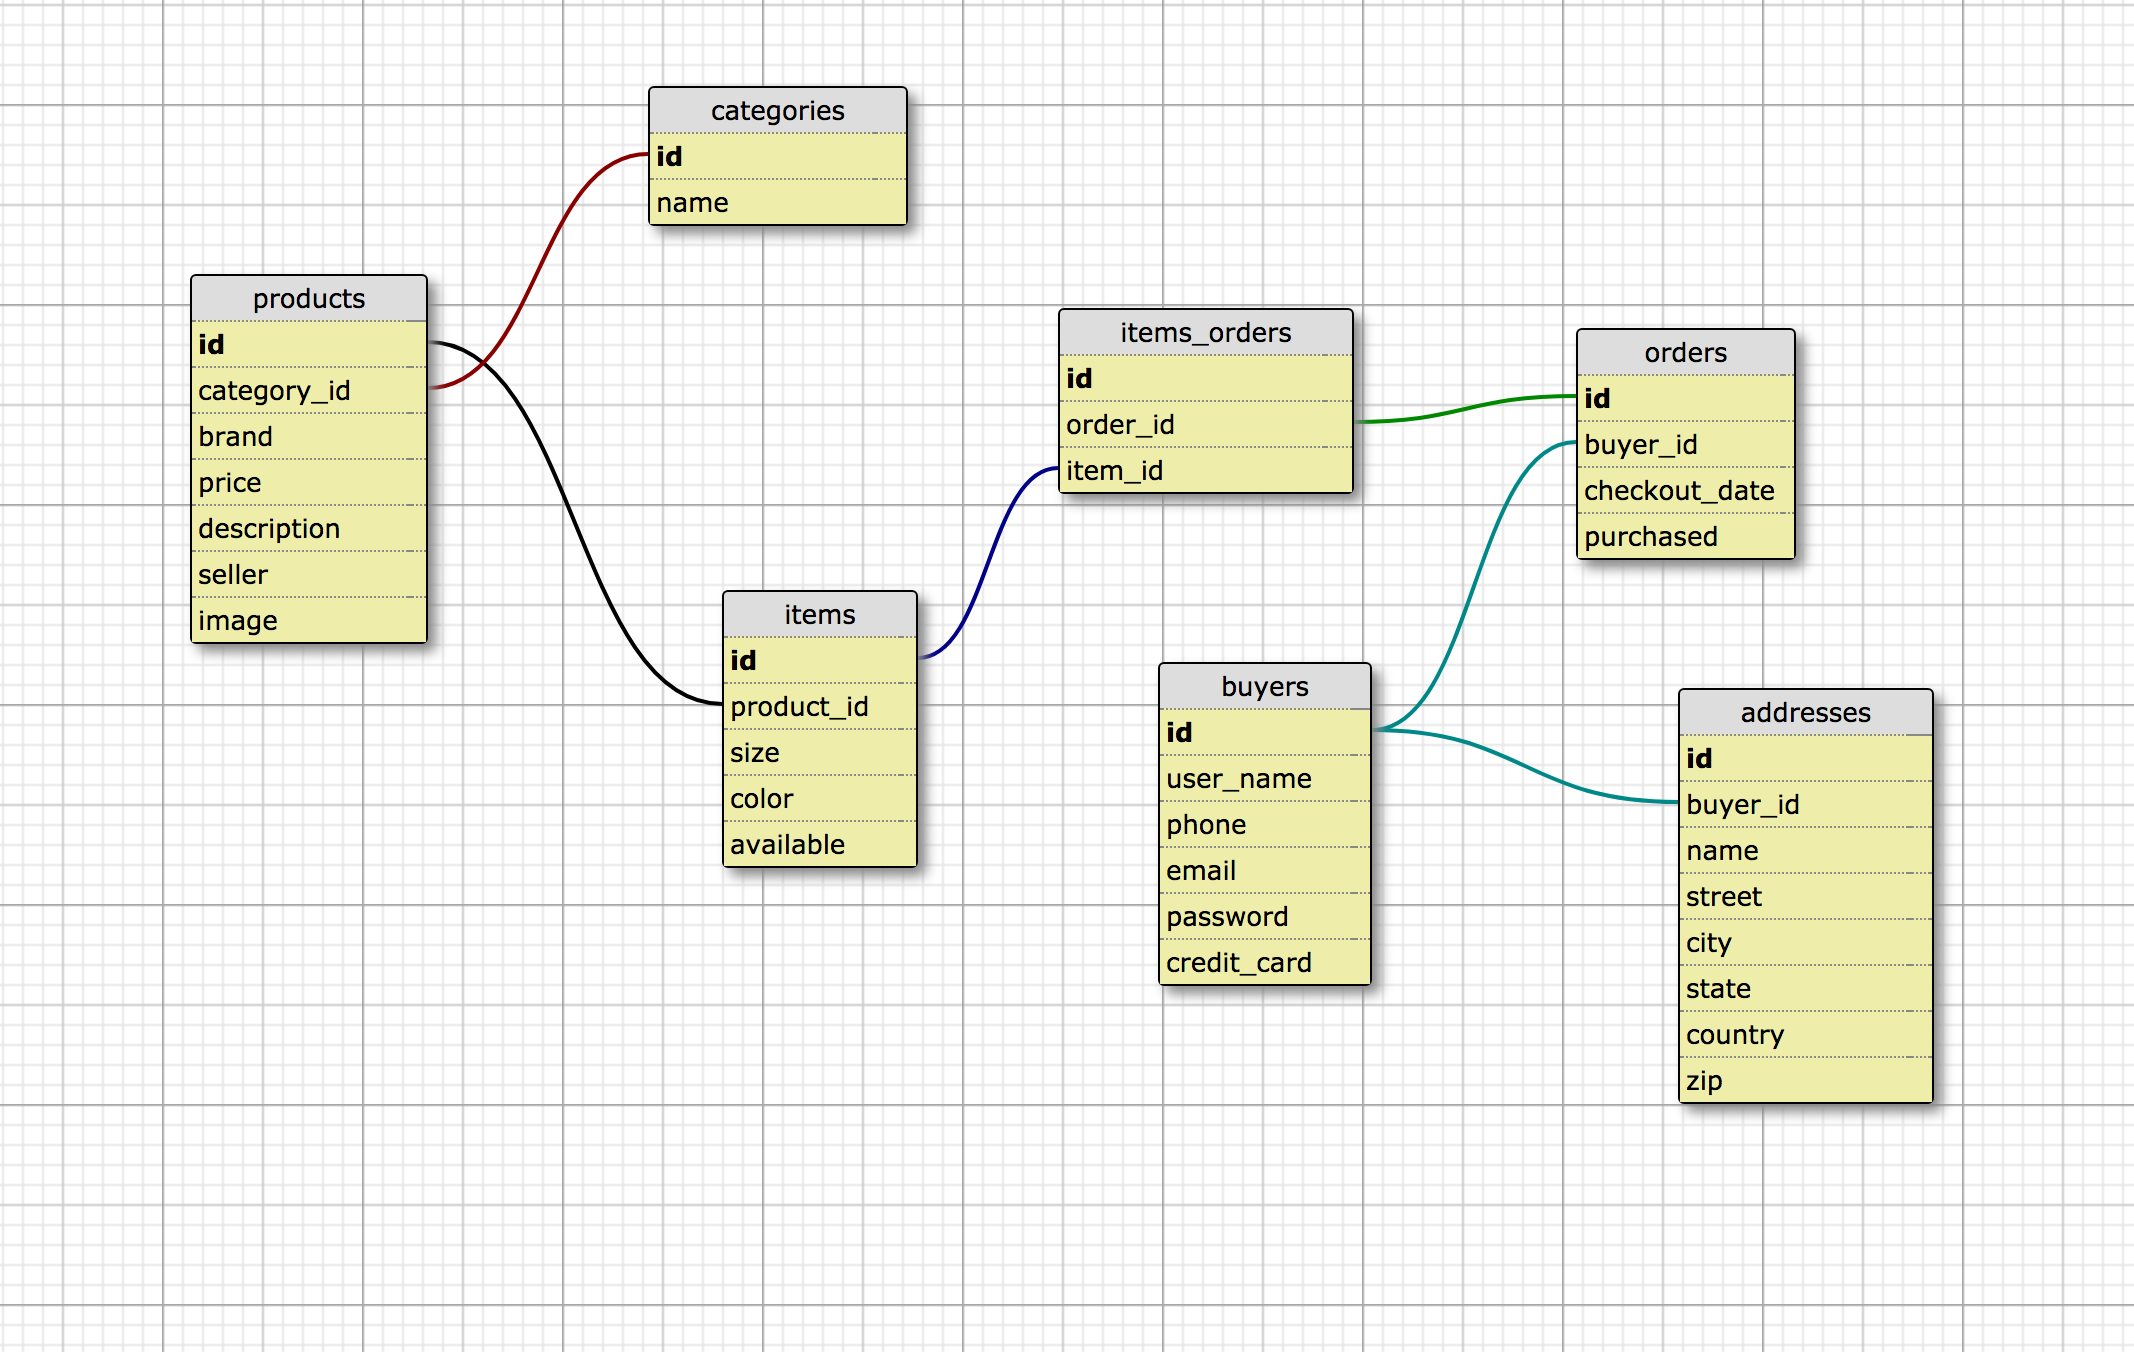 categories
id
name
products
id
category_id
brand
price
description
seller
image
items_orders
id
order_id
item_id
orders
id
buyer_id
checkout_date
purchased
items
id
product_id
size
color
available
buyers
id
user_name
phone
email
password
credit_card
addresses
id
buyer_id
name
street
city
state
country
zip